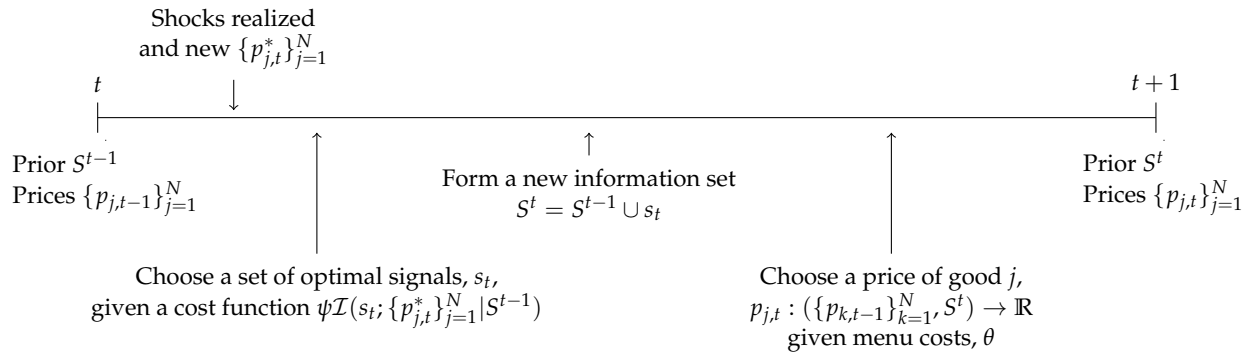 Shocks realized
and new {p*_{j,t}}_{j=1}^N
t
t + 1
Prior S^{t−1}
Prices {p_{j,t−1}}_{j=1}^N
Form a new information set
S^t = S^{t−1} ∪ s_t
Prior S^t
Prices {p_{j,t}}_{j=1}^N
Choose a set of optimal signals, s_t,
given a cost function ψI(s_t; {p*_{j,t}}_{j=1}^N|S^{t−1})
Choose a price of good j,
p_{j,t} : ({p_{k,t−1}}_{k=1}^N, S^t) → ℝ
given menu costs, θ